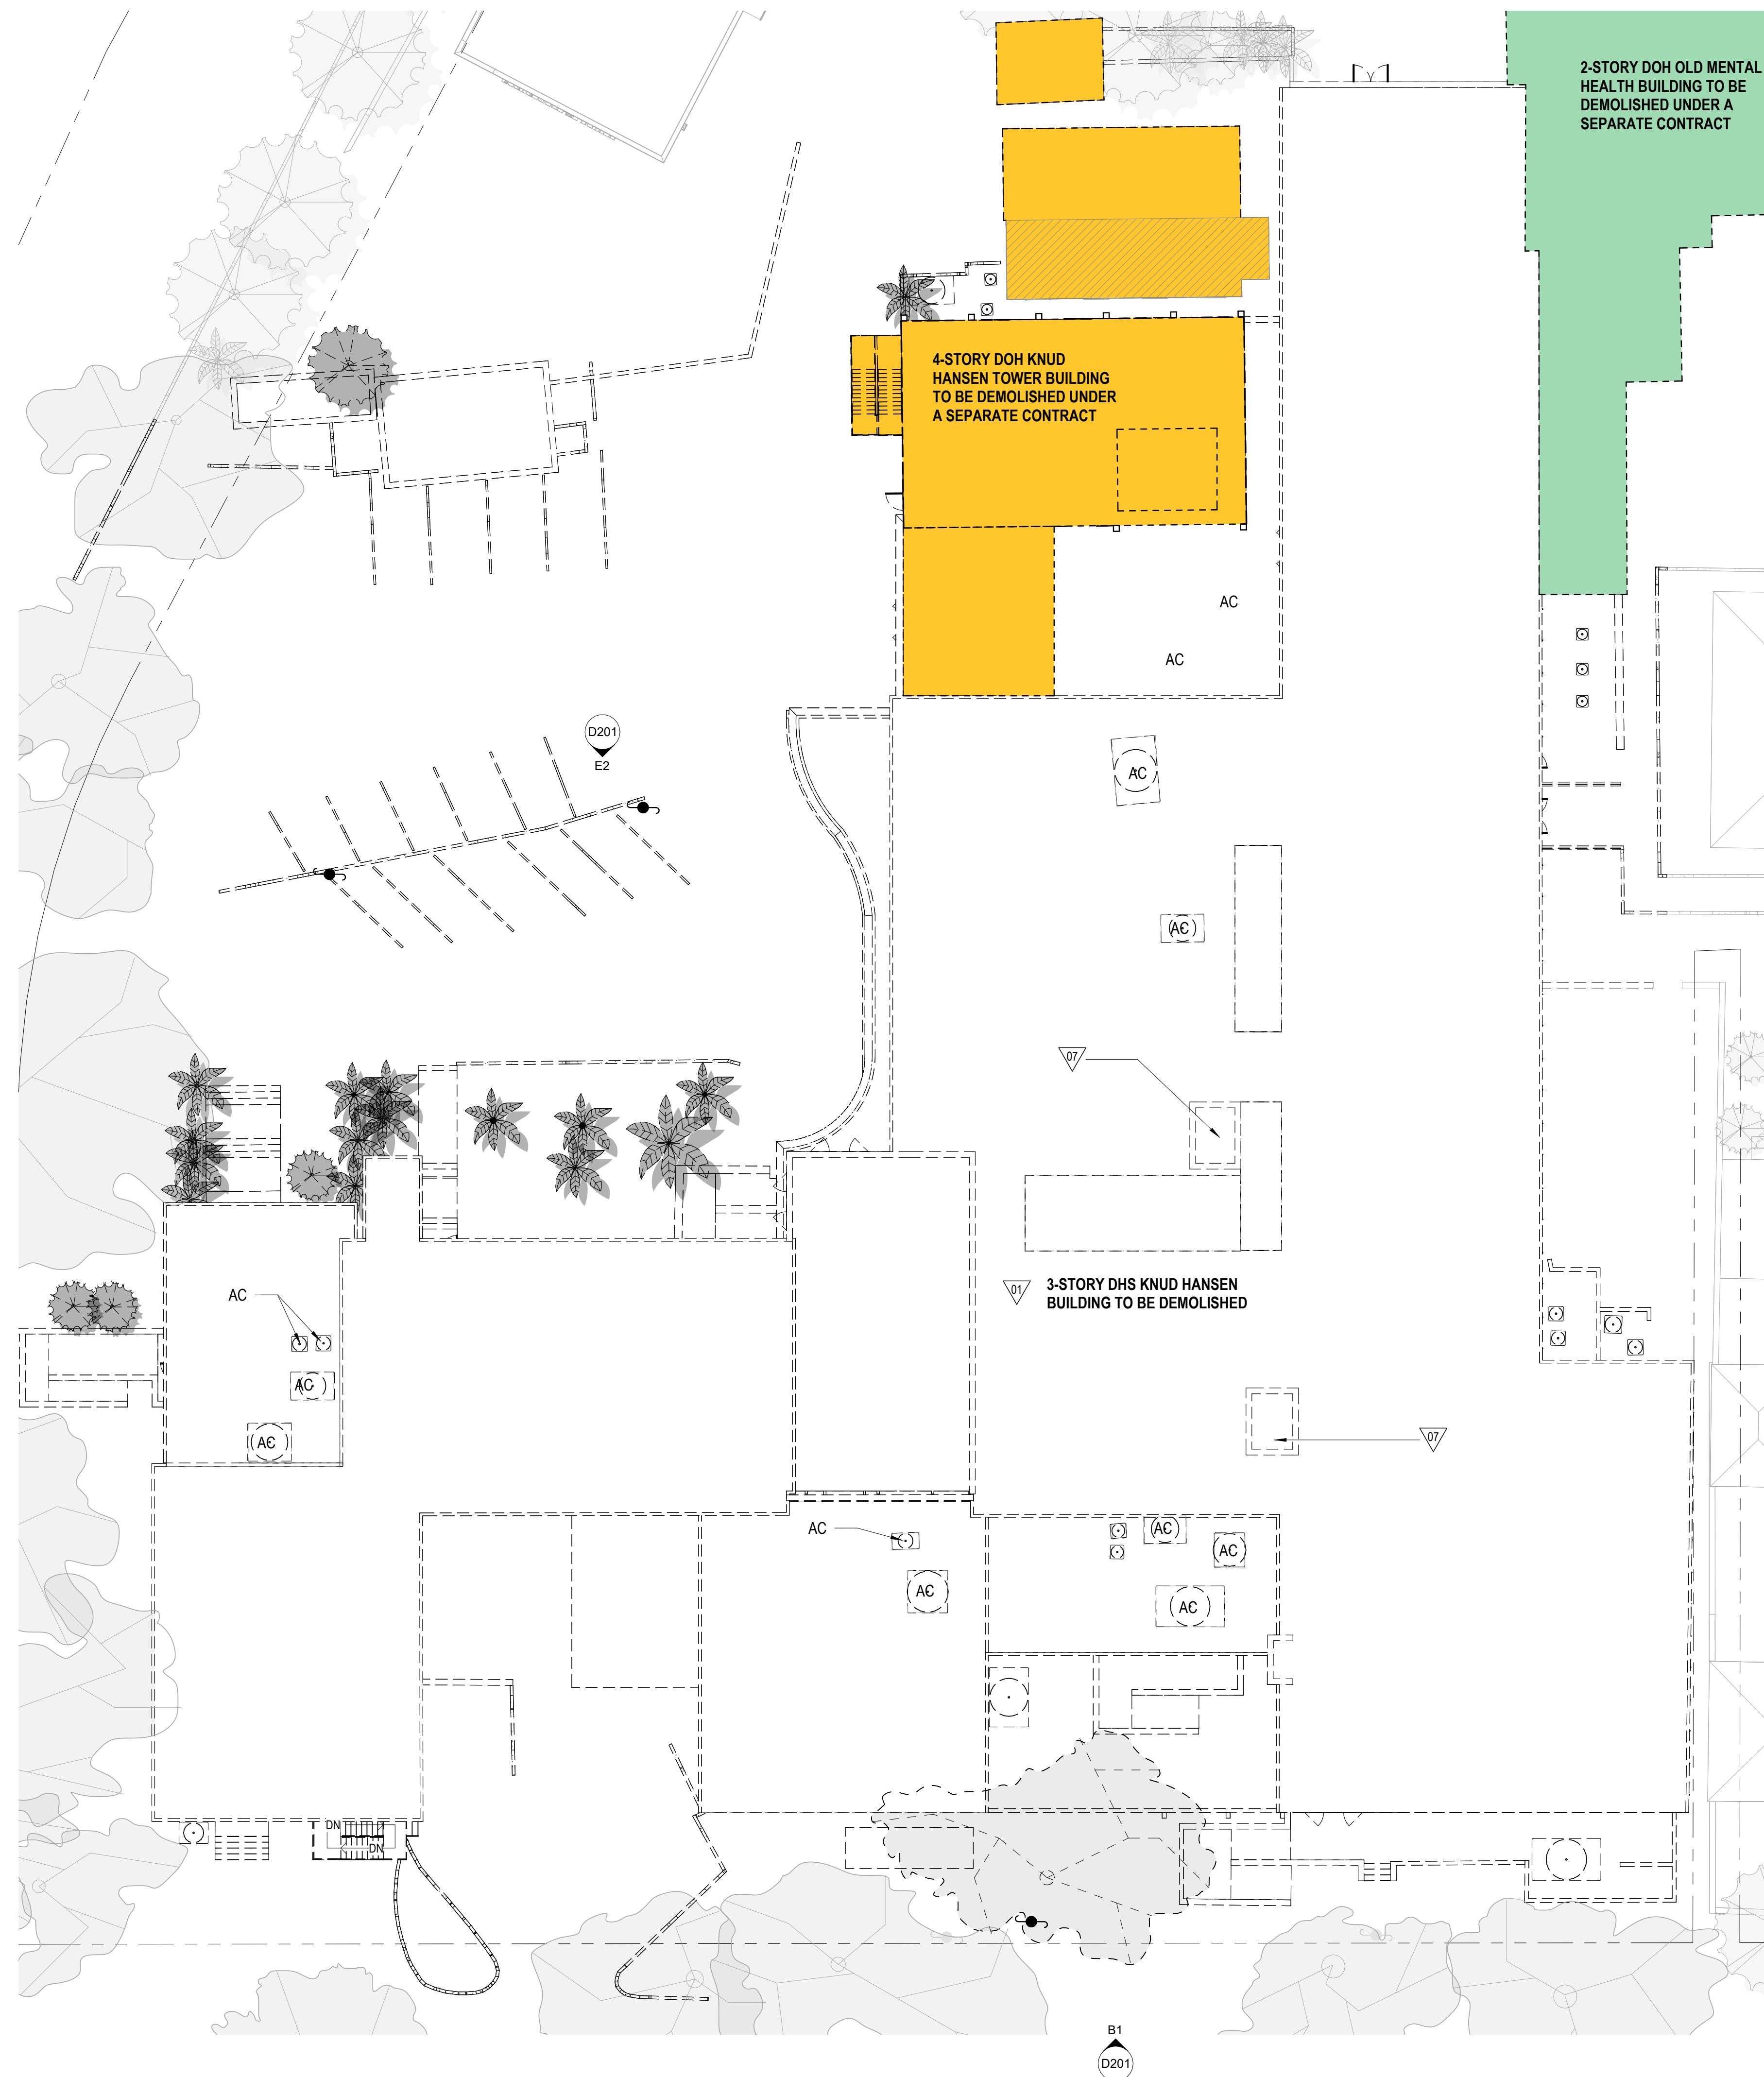 2-STORY DOH OLD MENTAL
HEALTH BUILDING TO BE
DEMOLISHED UNDER A
SEPARATE CONTRACT
4-STORY DOH KNUD
HANSEN TOWER BUILDING
TO BE DEMOLISHED UNDER
A SEPARATE CONTRACT
AC
AC
D201
E2
AC
AC
07
01
3-STORY DHS KNUD HANSEN
BUILDING TO BE DEMOLISHED
AC
AC
AC
07
AC
AC
AC
AC
AC
DN
DN
B1
D201